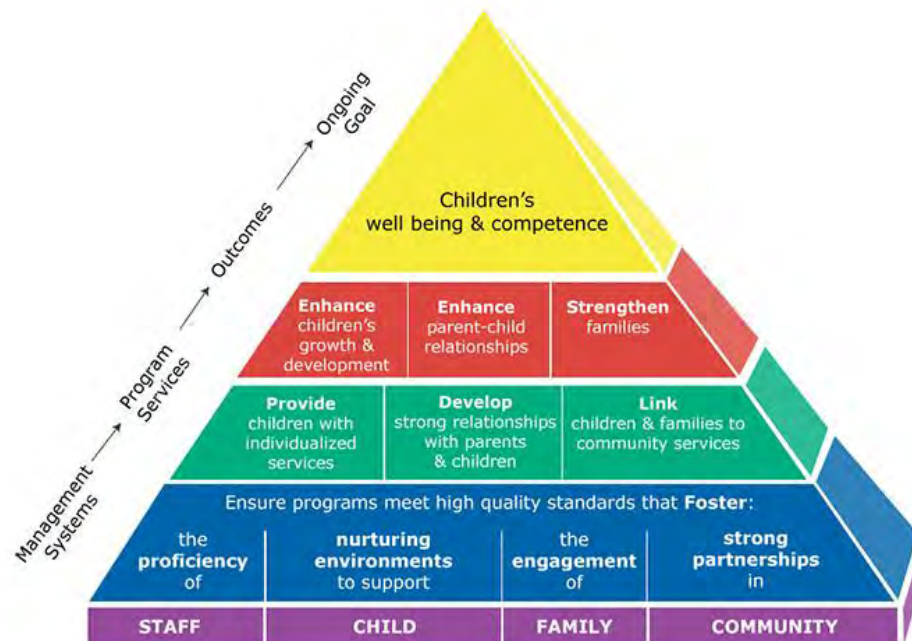 Ongoing
Goal
Outcomes
Program
Services
Management
Systems
Children's
well being & competence
Enhance
children's
growth &
development
Enhance
parent-child
relationships
Strengthen
families
Provide
children with
individualized
services
Develop
strong relationships
with parents
& children
Link
children & families to
community services
Ensure programs meet high quality standards that Foster:
the
proficiency
of
nurturing
environments
to support
the
engagement
of
strong
partnerships
in
STAFF
CHILD
FAMILY
COMMUNITY